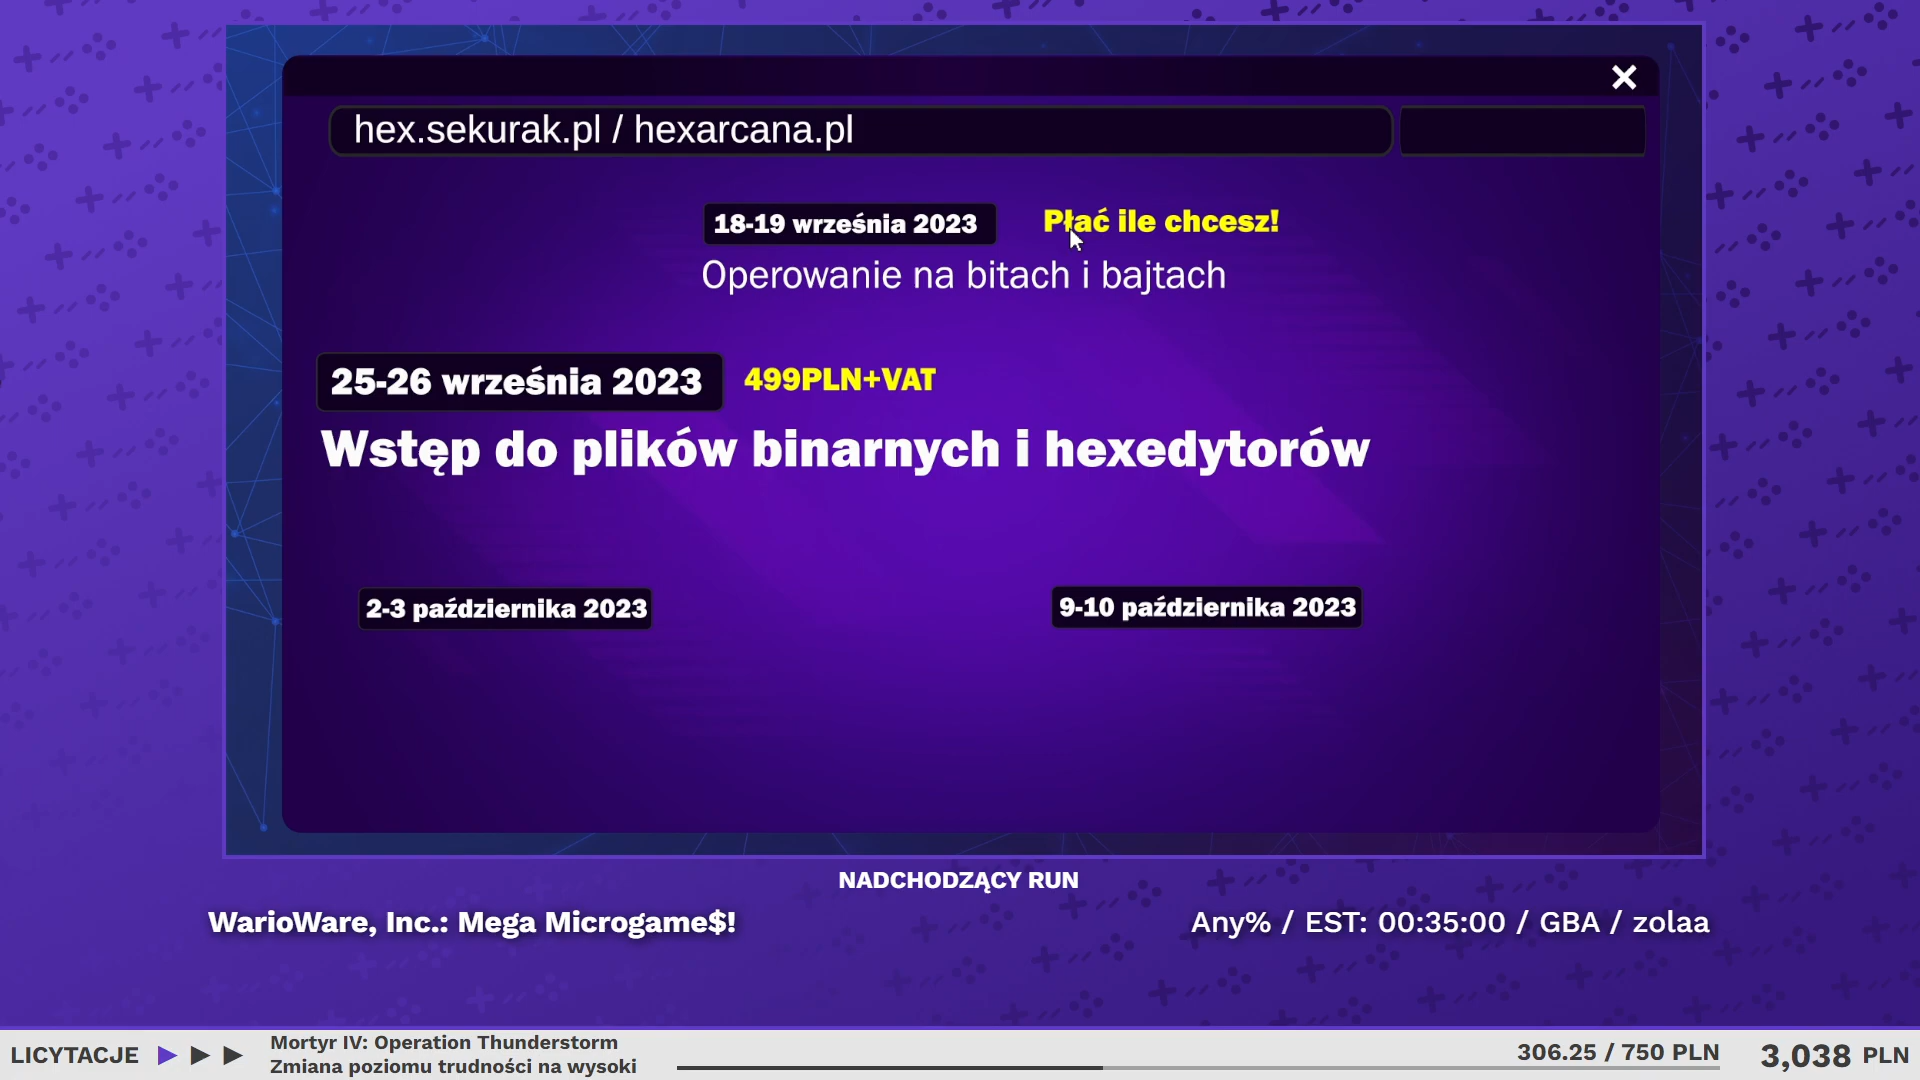 hex.sekurak.pl / hexarcana.pl
18-19 września 2023
Płać ile chcesz!
Operowanie na bitach i bajtach
25-26 września 2023
499PLN+VAT
Wstęp do plików binarnych i hexedytorów
2-3 października 2023
9-10 października 2023
NADCHODZĄCY RUN
WarioWare, Inc.: Mega Microgame$!
Any% / EST: 00:35:00 / GBA / zolaa
LICYTACJE
Mortyr IV: Operation Thunderstorm
Zmiana poziomu trudności na wysoki
306.25 / 750 PLN
3,038 PLN